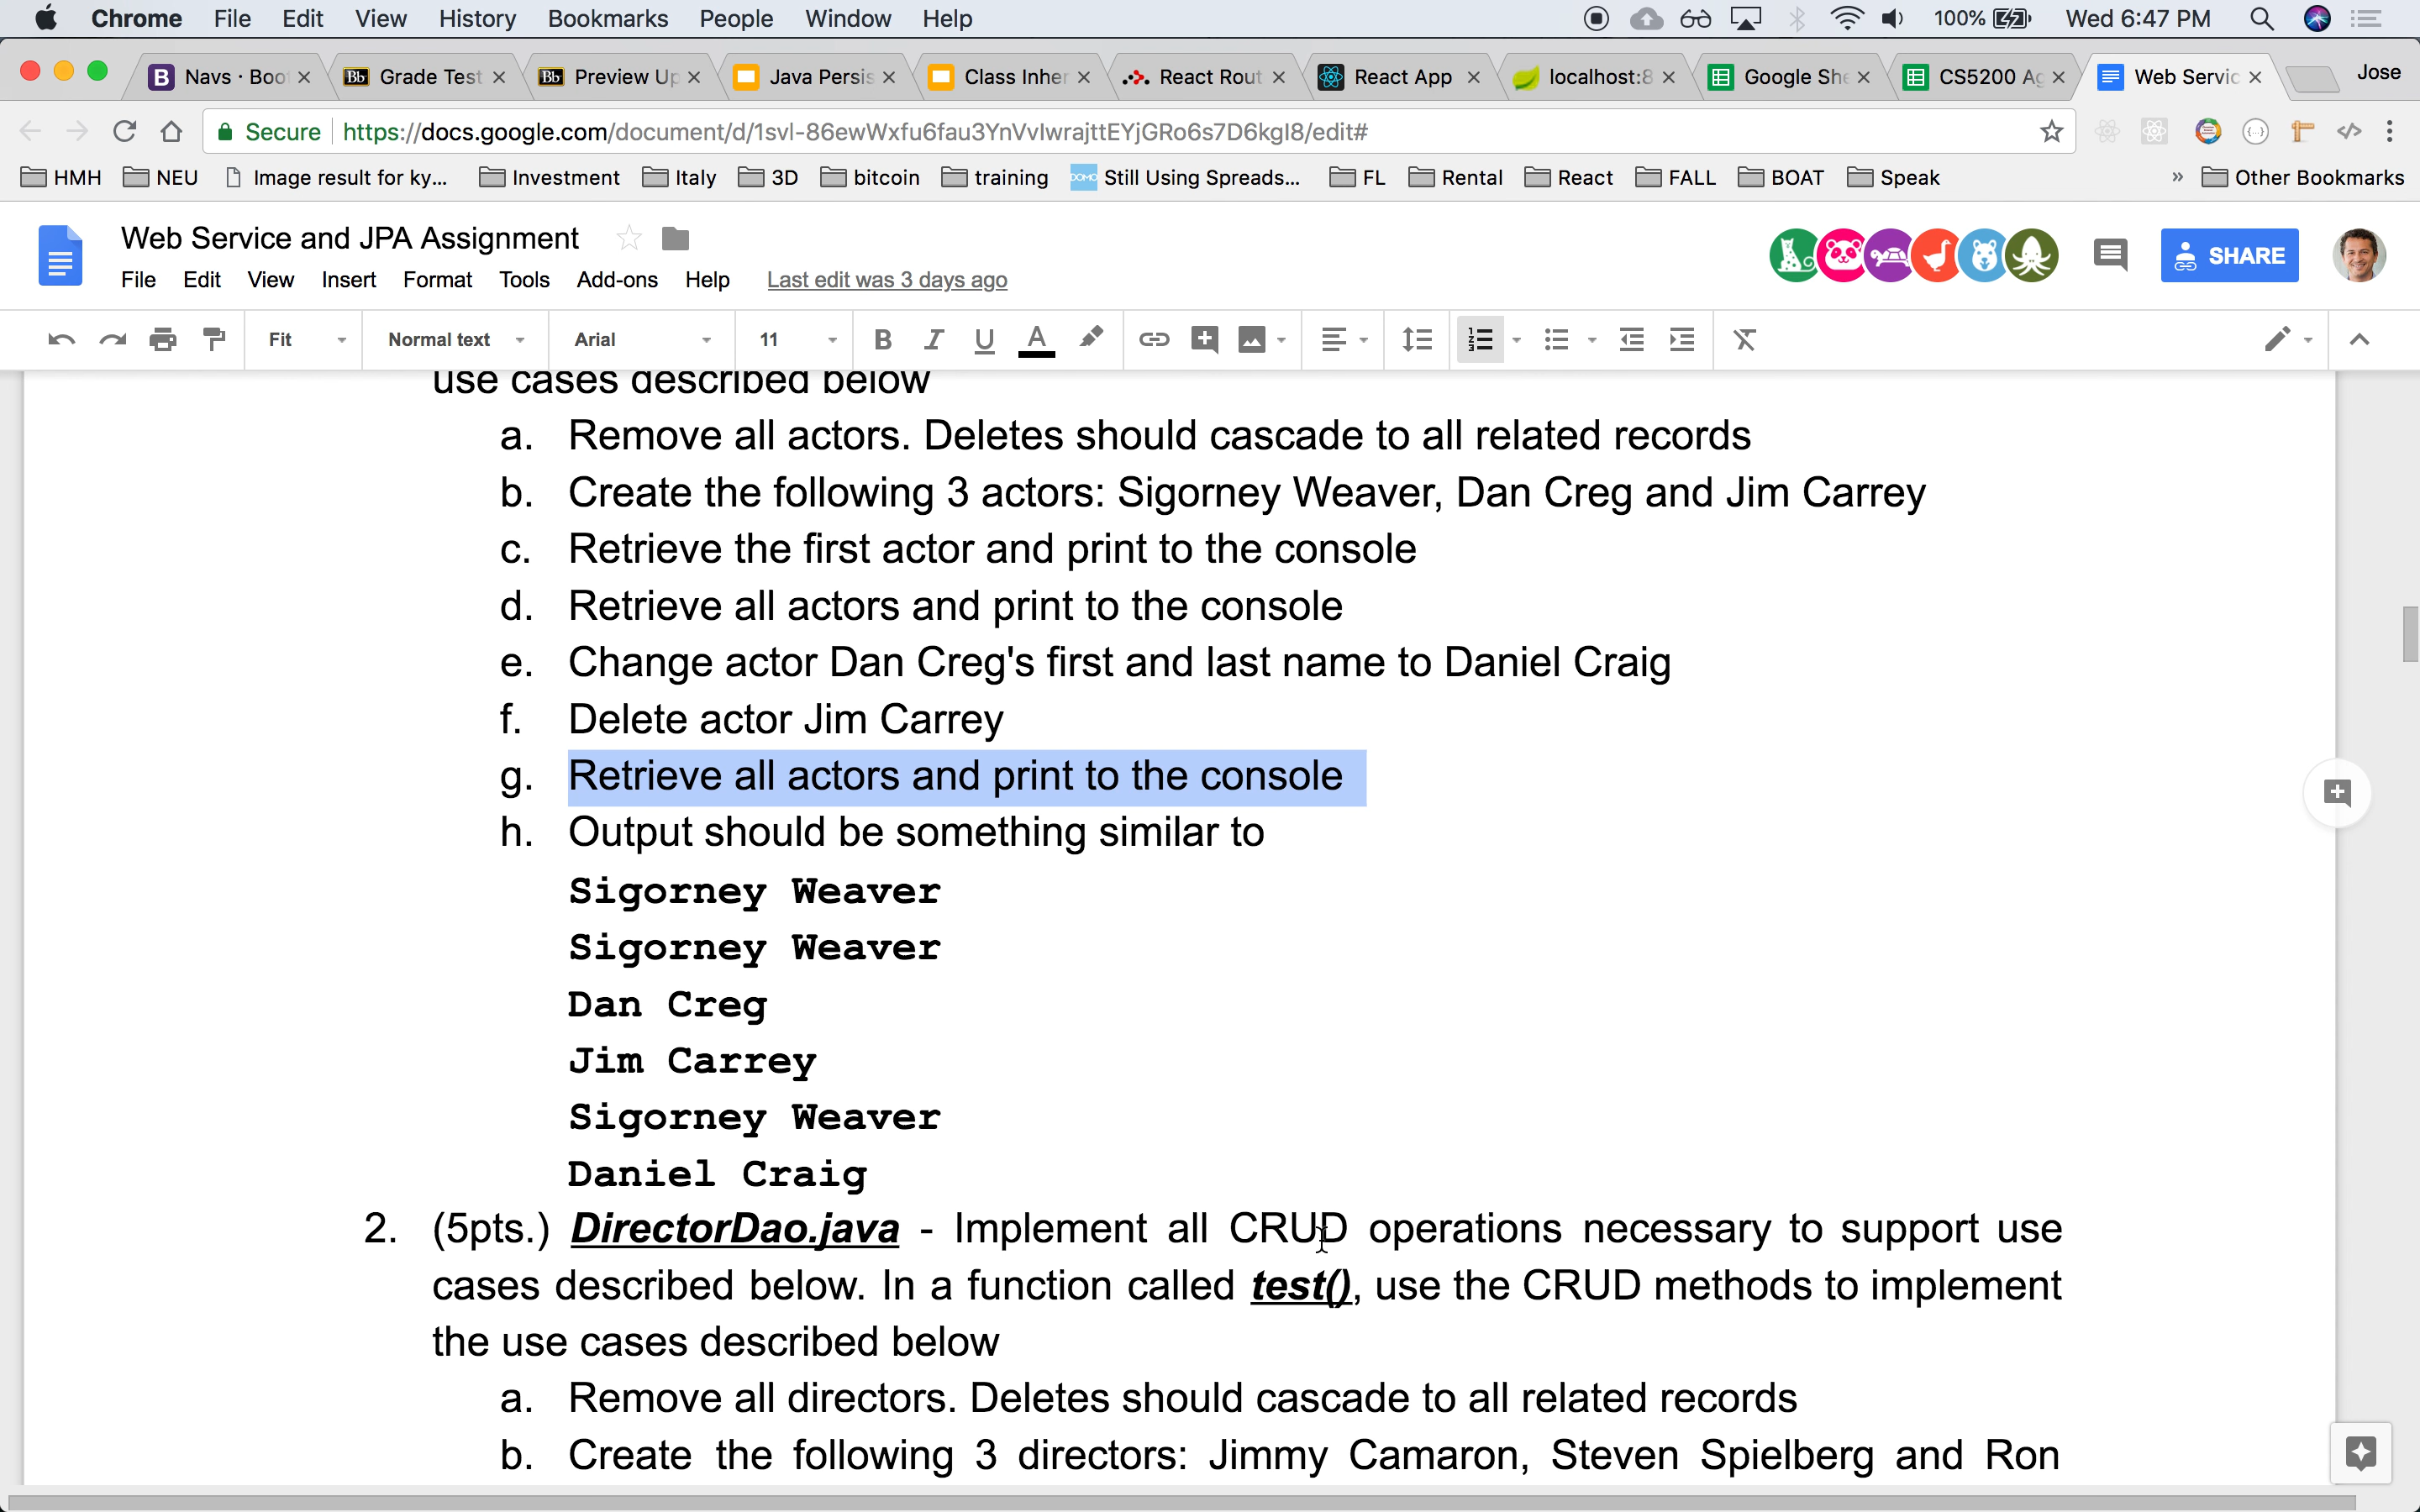 Chrome File Edit View History Bookmarks People Window Help 100% Wed 6:47 PM
Navs · Boo Grade Test Preview Up Java Persis Class Inher React Rout React App localhost:8 Google She CS5200 Ag Web Servic Jose
Secure https://docs.google.com/document/d/1svl-86ewWxfu6fau3YnVvlwrajttEYjGRo6s7D6kgl8/edit#
HMH NEU Image result for ky... Investment Italy 3D bitcoin training DOMO Still Using Spreads... FL Rental React FALL BOAT Speak » Other Bookmarks
Web Service and JPA Assignment
File Edit View Insert Format Tools Add-ons Help Last edit was 3 days ago SHARE
Fit Normal text Arial 11 B I U A
use cases described below
a. Remove all actors. Deletes should cascade to all related records
b. Create the following 3 actors: Sigorney Weaver, Dan Creg and Jim Carrey
c. Retrieve the first actor and print to the console
d. Retrieve all actors and print to the console
e. Change actor Dan Creg's first and last name to Daniel Craig
f. Delete actor Jim Carrey
g. Retrieve all actors and print to the console
h. Output should be something similar to
Sigorney Weaver
Sigorney Weaver
Dan Creg
Jim Carrey
Sigorney Weaver
Daniel Craig
2. (5pts.) DirectorDao.java - Implement all CRUD operations necessary to support use
cases described below. In a function called test(), use the CRUD methods to implement
the use cases described below
a. Remove all directors. Deletes should cascade to all related records
b. Create the following 3 directors: Jimmy Camaron, Steven Spielberg and Ron